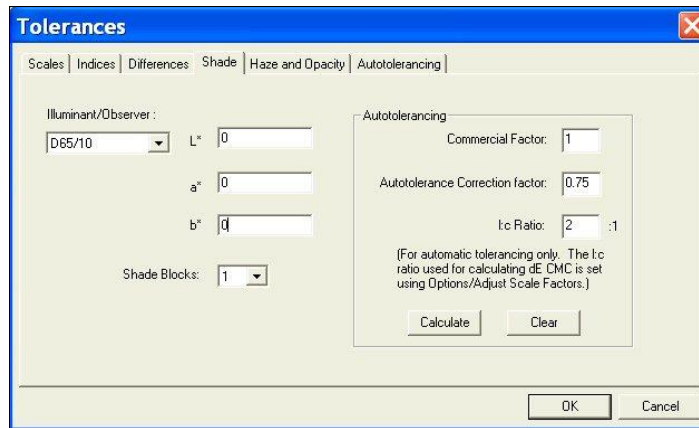 Tolerances
Scales Indices Differences Shade Haze and Opacity Autotolerancing
Illuminant/Observer :
D65/10
L* 0
a* 0
b* 0
Shade Blocks: 1
Autotolerancing
Commercial Factor: 1
Autotolerance Correction factor: 0.75
l:c Ratio: 2 :1
(For automatic tolerancing only. The l:c
ratio used for calculating dE CMC is set
using Options/Adjust Scale Factors.)
Calculate Clear
OK Cancel